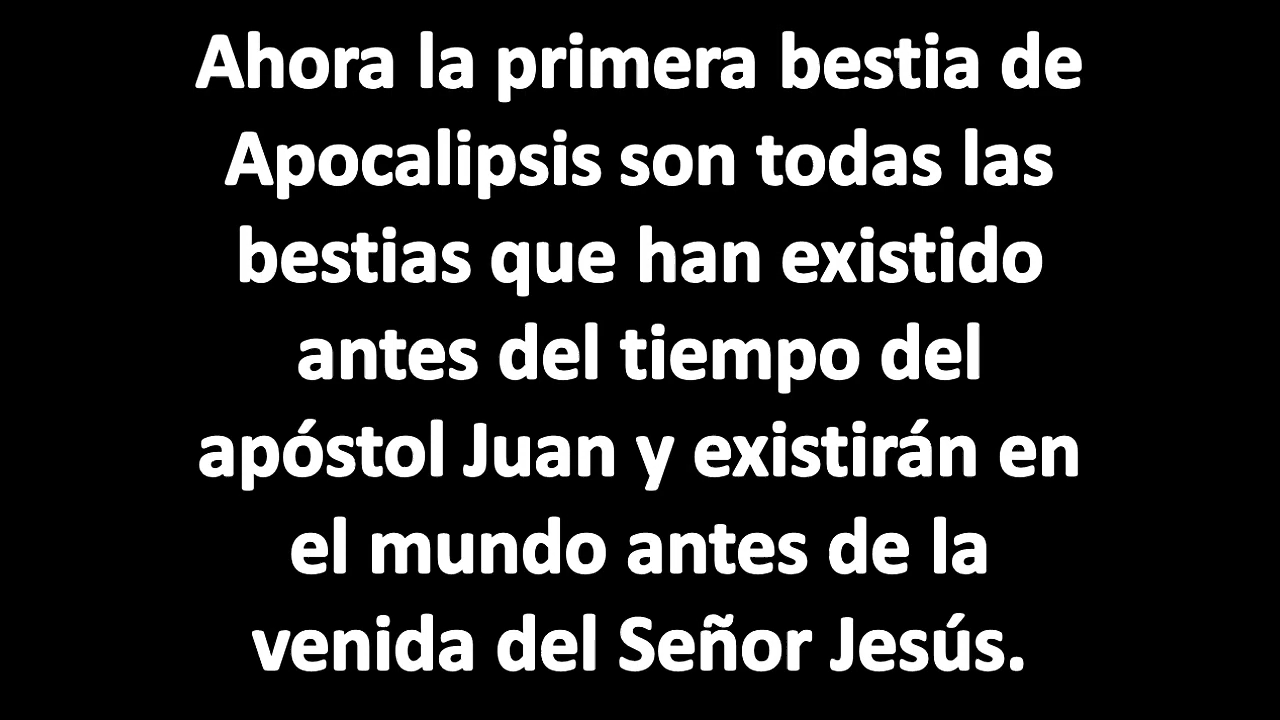 Ahora la primera bestia de
Apocalipsis son todas las
bestias que han existido
antes del tiempo del
apóstol Juan y existirán en
el mundo antes de la
venida del Señor Jesús.